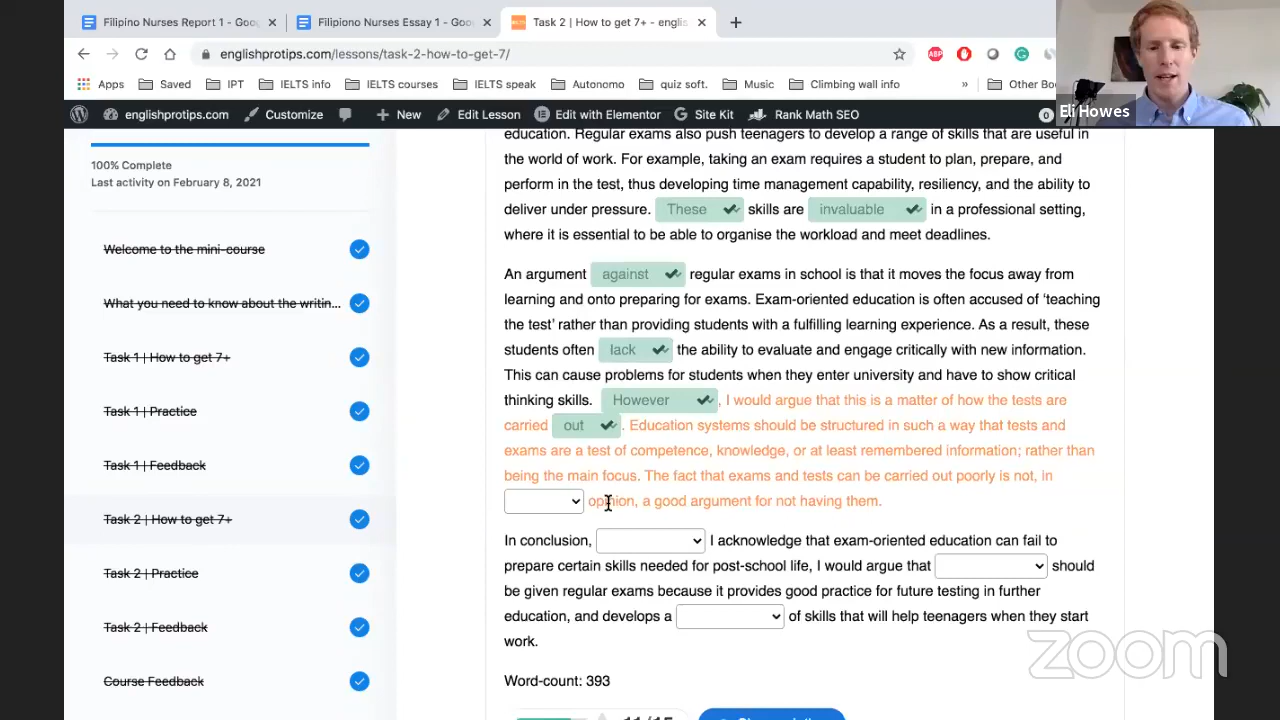 Filipino Nurses Report 1 - Goo
Filipiono Nurses Essay 1 - Goo
Task 2 | How to get 7+ - englis
englishprotips.com/lessons/task-2-how-to-get-7/
ABP
Apps Saved IPT IELTS info IELTS courses IELTS speak Autonomo quiz soft. Music Climbing wall info » Other Bo
Eli Howes
englishprotips.com Customize New Edit Lesson Edit with Elementor Site Kit 0 Rank Math SEO
100% Complete
Last activity on February 8, 2021
Welcome to the mini-course
What you need to know about the writin...
Task 1 | How to get 7+
Task 1 | Practice
Task 1 | Feedback
Task 2 | How to get 7+
Task 2 | Practice
Task 2 | Feedback
Course Feedback
education. Regular exams also push teenagers to develop a range of skills that are useful in
the world of work. For example, taking an exam requires a student to plan, prepare, and
perform in the test, thus developing time management capability, resiliency, and the ability to
deliver under pressure. These skills are invaluable in a professional setting,
where it is essential to be able to organise the workload and meet deadlines.
An argument against regular exams in school is that it moves the focus away from
learning and onto preparing for exams. Exam-oriented education is often accused of ‘teaching
the test’ rather than providing students with a fulfilling learning experience. As a result, these
students often lack the ability to evaluate and engage critically with new information.
This can cause problems for students when they enter university and have to show critical
thinking skills. However , I would argue that this is a matter of how the tests are
carried out . Education systems should be structured in such a way that tests and
exams are a test of competence, knowledge, or at least remembered information; rather than
being the main focus. The fact that exams and tests can be carried out poorly is not, in
opinion, a good argument for not having them.
In conclusion, I acknowledge that exam-oriented education can fail to
prepare certain skills needed for post-school life, I would argue that should
be given regular exams because it provides good practice for future testing in further
education, and develops a of skills that will help teenagers when they start
work.
Word-count: 393
11/15
zoom